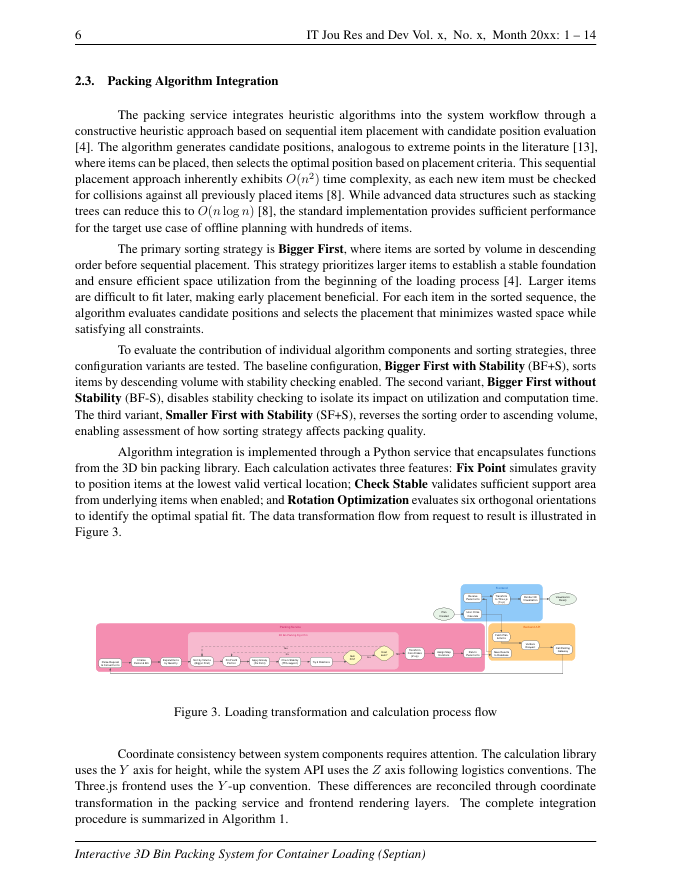 6 IT Jou Res and Dev Vol. x, No. x, Month 20xx: 1 – 14
2.3. Packing Algorithm Integration
The packing service integrates heuristic algorithms into the system workflow through a
constructive heuristic approach based on sequential item placement with candidate position evaluation
[4]. The algorithm generates candidate positions, analogous to extreme points in the literature [13],
where items can be placed, then selects the optimal position based on placement criteria. This sequential
placement approach inherently exhibits O(n²) time complexity, as each new item must be checked
for collisions against all previously placed items [8]. While advanced data structures such as stacking
trees can reduce this to O(n log n) [8], the standard implementation provides sufficient performance
for the target use case of offline planning with hundreds of items.
The primary sorting strategy is Bigger First, where items are sorted by volume in descending
order before sequential placement. This strategy prioritizes larger items to establish a stable foundation
and ensure efficient space utilization from the beginning of the loading process [4]. Larger items
are difficult to fit later, making early placement beneficial. For each item in the sorted sequence, the
algorithm evaluates candidate positions and selects the placement that minimizes wasted space while
satisfying all constraints.
To evaluate the contribution of individual algorithm components and sorting strategies, three
configuration variants are tested. The baseline configuration, Bigger First with Stability (BF+S), sorts
items by descending volume with stability checking enabled. The second variant, Bigger First without
Stability (BF-S), disables stability checking to isolate its impact on utilization and computation time.
The third variant, Smaller First with Stability (SF+S), reverses the sorting order to ascending volume,
enabling assessment of how sorting strategy affects packing quality.
Algorithm integration is implemented through a Python service that encapsulates functions
from the 3D bin packing library. Each calculation activates three features: Fix Point simulates gravity
to position items at the lowest valid vertical location; Check Stable validates sufficient support area
from underlying items when enabled; and Rotation Optimization evaluates six orthogonal orientations
to identify the optimal spatial fit. The data transformation flow from request to result is illustrated in
Figure 3.
Figure 3. Loading transformation and calculation process flow
Coordinate consistency between system components requires attention. The calculation library
uses the Y axis for height, while the system API uses the Z axis following logistics conventions. The
Three.js frontend uses the Y-up convention. These differences are reconciled through coordinate
transformation in the packing service and frontend rendering layers. The complete integration
procedure is summarized in Algorithm 1.
Interactive 3D Bin Packing System for Container Loading (Septian)